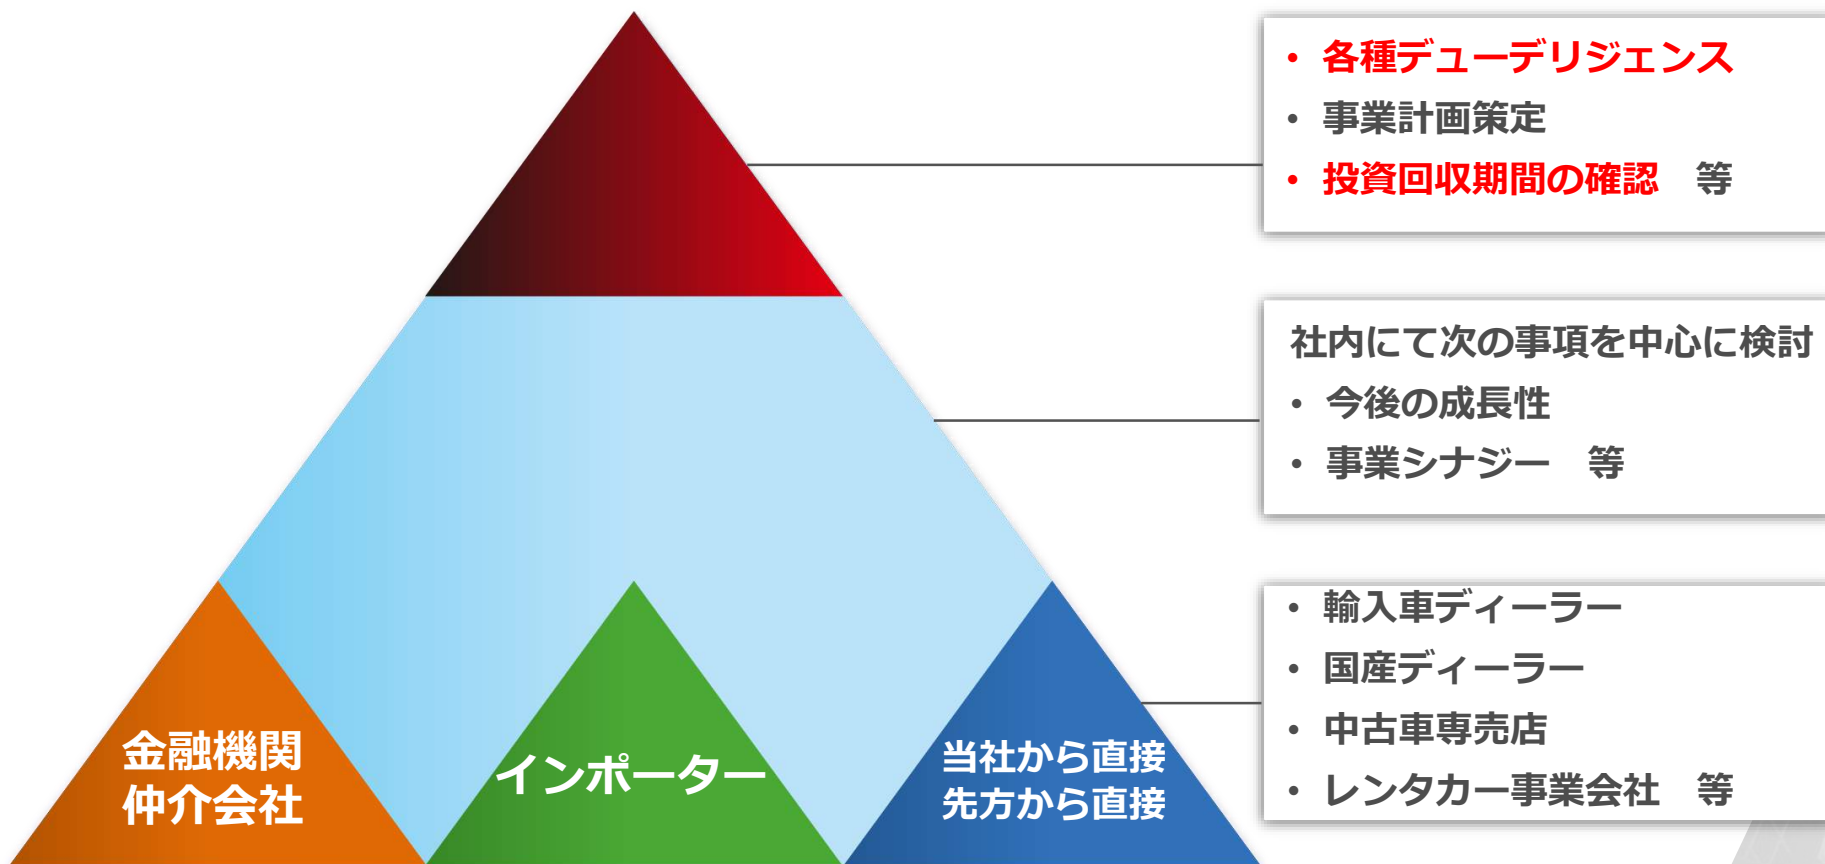 • 各種デューデリジェンス
• 事業計画策定
• 投資回収期間の確認　等
社内にて次の事項を中心に検討
• 今後の成長性
• 事業シナジー　等
• 輸入車ディーラー
• 国産ディーラー
• 中古車専売店
• レンタカー事業会社　等
金融機関
仲介会社
インポーター
当社から直接
先方から直接